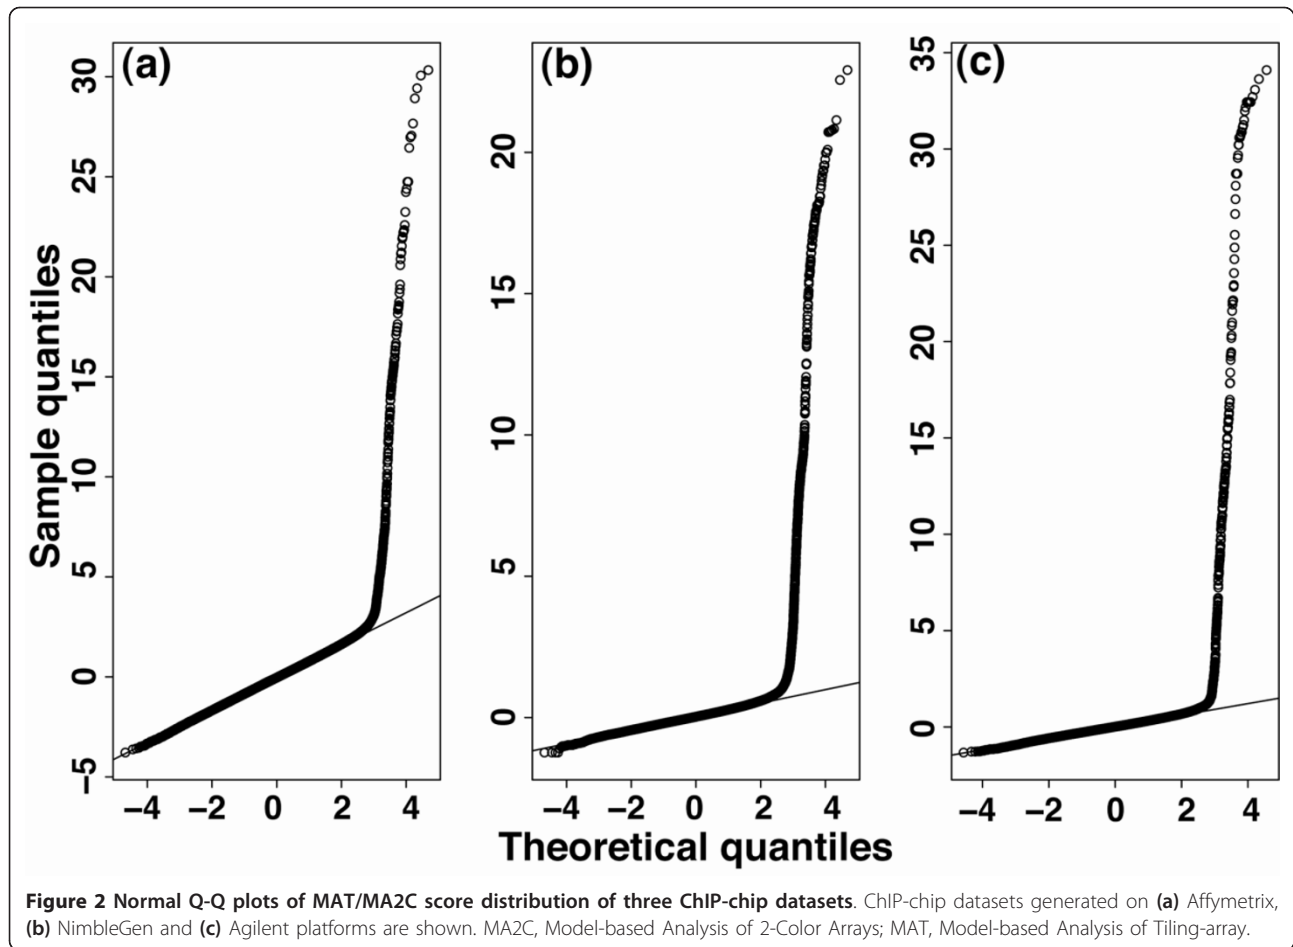 (a) (b) (c)
30 25 20 15 10 5 0 −5
20 15 10 5 0
35 30 25 20 15 10 5 0
Sample quantiles
−4 −2 0 2 4 −4 −2 0 2 4 −4 −2 0 2 4
Theoretical quantiles
Figure 2 Normal Q-Q plots of MAT/MA2C score distribution of three ChIP-chip datasets. ChIP-chip datasets generated on (a) Affymetrix,
(b) NimbleGen and (c) Agilent platforms are shown. MA2C, Model-based Analysis of 2-Color Arrays; MAT, Model-based Analysis of Tiling-array.